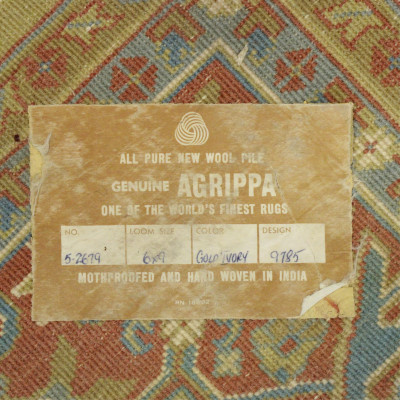 ALL PURE NEW WOOL PILE
GENUINE AGRIPPA
ONE OF THE WORLD'S FINEST RUGS
NO. LOOM SIZE COLOR DESIGN
5-2679 6x9 GOLD/IVORY 9785
MOTHPROOFED AND HAND WOVEN IN INDIA